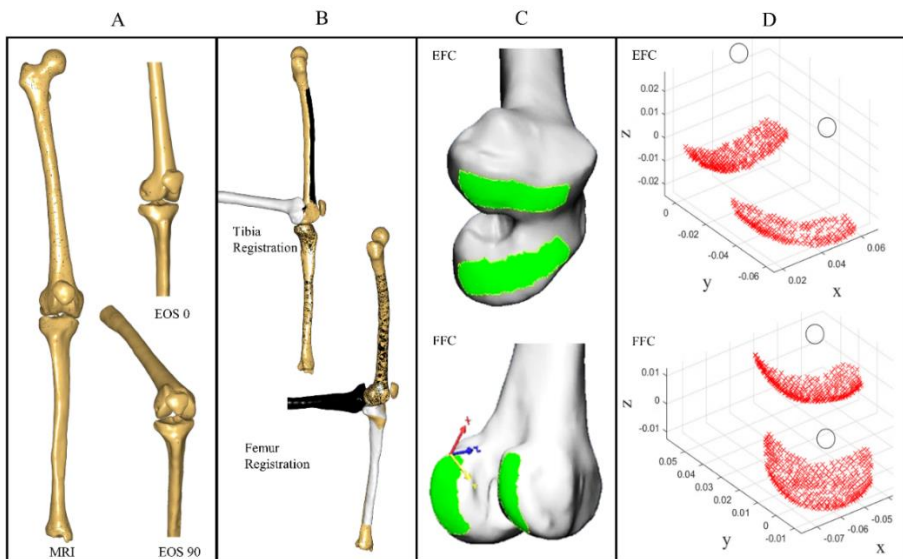 A
B
C
D
MRI
EOS 0
EOS 90
Tibia
Registration
Femur
Registration
EFC
FFC
EFC
z
0.02
0.01
0
-0.01
-0.02
0
-0.02
-0.04
-0.06
y
0.02
0.04
0.06
x
FFC
z
0.01
0
-0.01
0.05
0.04
0.03
0.02
0.01
0
-0.01
y
-0.07
-0.06
-0.05
x